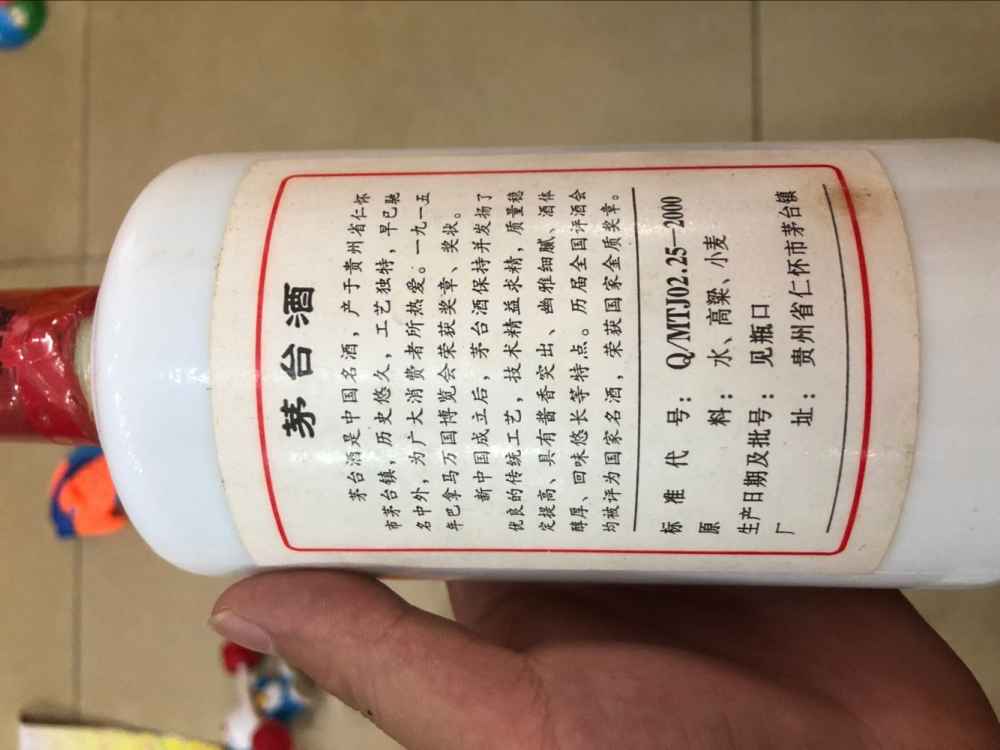 茅台酒
茅台酒是中国名酒，产于贵州省仁怀
市茅台镇，历史悠久，工艺独特，早已驰
名中外，为广大消费者所热爱。一九一五
年巴拿马万国博览会荣获奖章、奖状。
新中国成立后，茅台酒保持并发扬了
优良的传统工艺，技术精益求精，质量稳
定提高、具有酱香突出、幽雅细腻、酒体
醇厚、回味悠长等特点。历届全国评酒会
均被评为国家名酒，荣获国家金质奖章。
标准代号：Q/MTJ02.25—2000
原料：水、高粱、小麦
生产日期及批号：见瓶口
厂址：贵州省仁怀市茅台镇